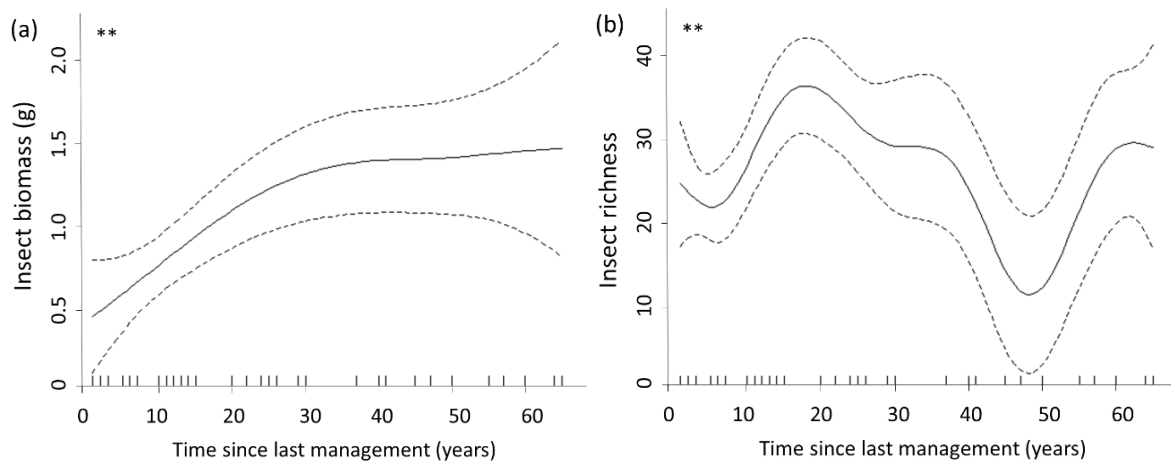 (a)
**
Insect biomass (g)
2.0
1.5
1.0
0.5
0
0 10 20 30 40 50 60
Time since last management (years)
(b)
**
Insect richness
40
30
20
10
0
0 10 20 30 40 50 60
Time since last management (years)